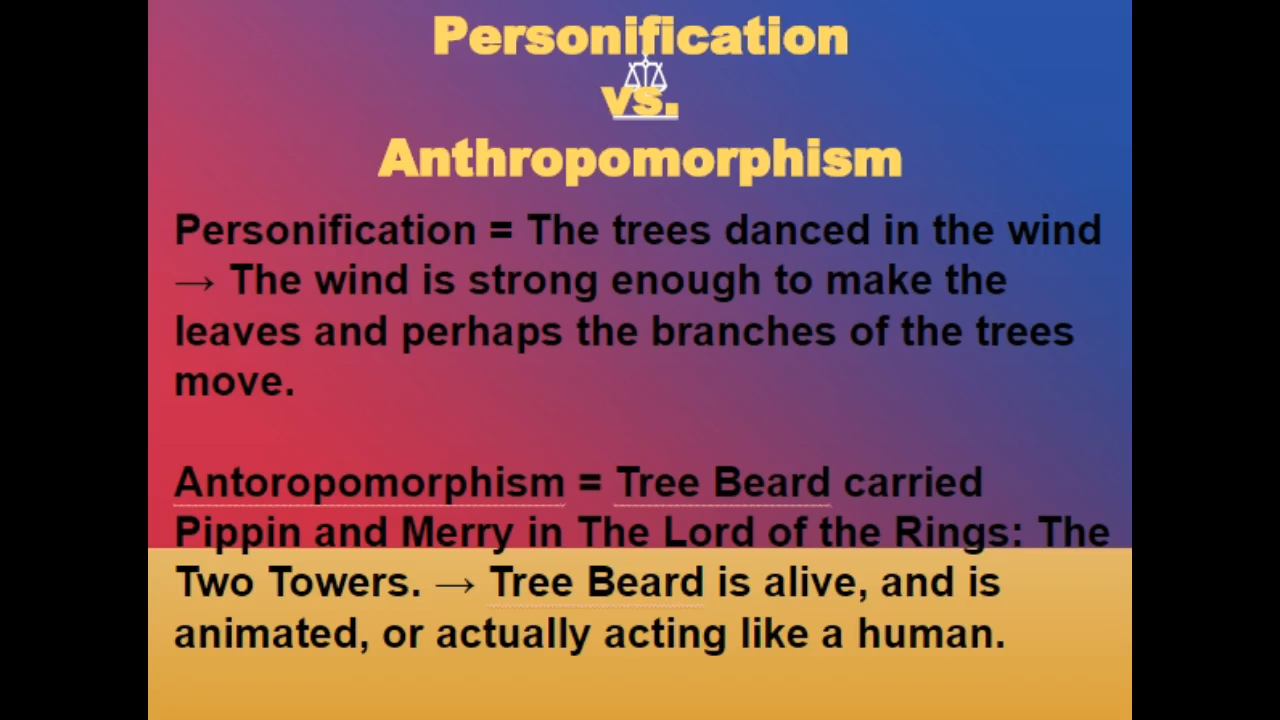 Personification
vs.
Anthropomorphism
Personification = The trees danced in the wind
→ The wind is strong enough to make the
leaves and perhaps the branches of the trees
move.
Antoropomorphism = Tree Beard carried
Pippin and Merry in The Lord of the Rings: The
Two Towers. → Tree Beard is alive, and is
animated, or actually acting like a human.